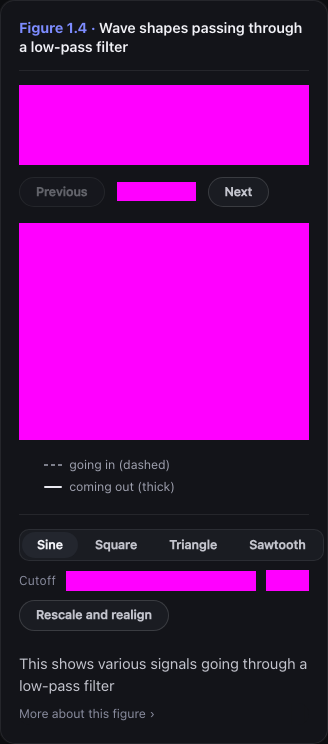 Figure 1.4 · Wave shapes passing through
a low-pass filter
Previous
Next
going in (dashed)
coming out (thick)
Sine
Square
Triangle
Sawtooth
Cutoff
Rescale and realign
This shows various signals going through a
low-pass filter
More about this figure ›